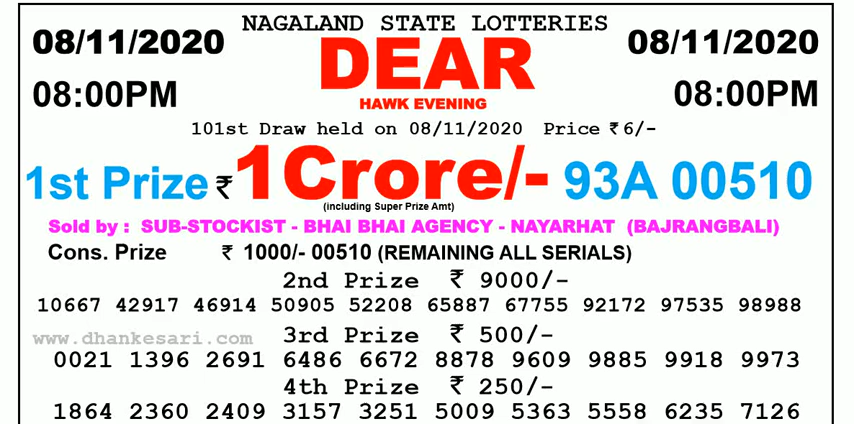 NAGALAND STATE LOTTERIES
08/11/2020 DEAR 08/11/2020
08:00PM HAWK EVENING 08:00PM
101st Draw held on 08/11/2020 Price ₹ 6/-
1st Prize ₹ 1Crore/- 93A 00510
(including Super Prize Amt)
Sold by : SUB-STOCKIST - BHAI BHAI AGENCY - NAYARHAT (BAJRANGBALI)
Cons. Prize ₹ 1000/- 00510 (REMAINING ALL SERIALS)
2nd Prize ₹ 9000/-
10667 42917 46914 50905 52208 65887 67755 92172 97535 98988
www.dhankesari.com 3rd Prize ₹ 500/-
0021 1396 2691 6486 6672 8878 9609 9885 9918 9973
4th Prize ₹ 250/-
1864 2360 2409 3157 3251 5009 5363 5558 6235 7126